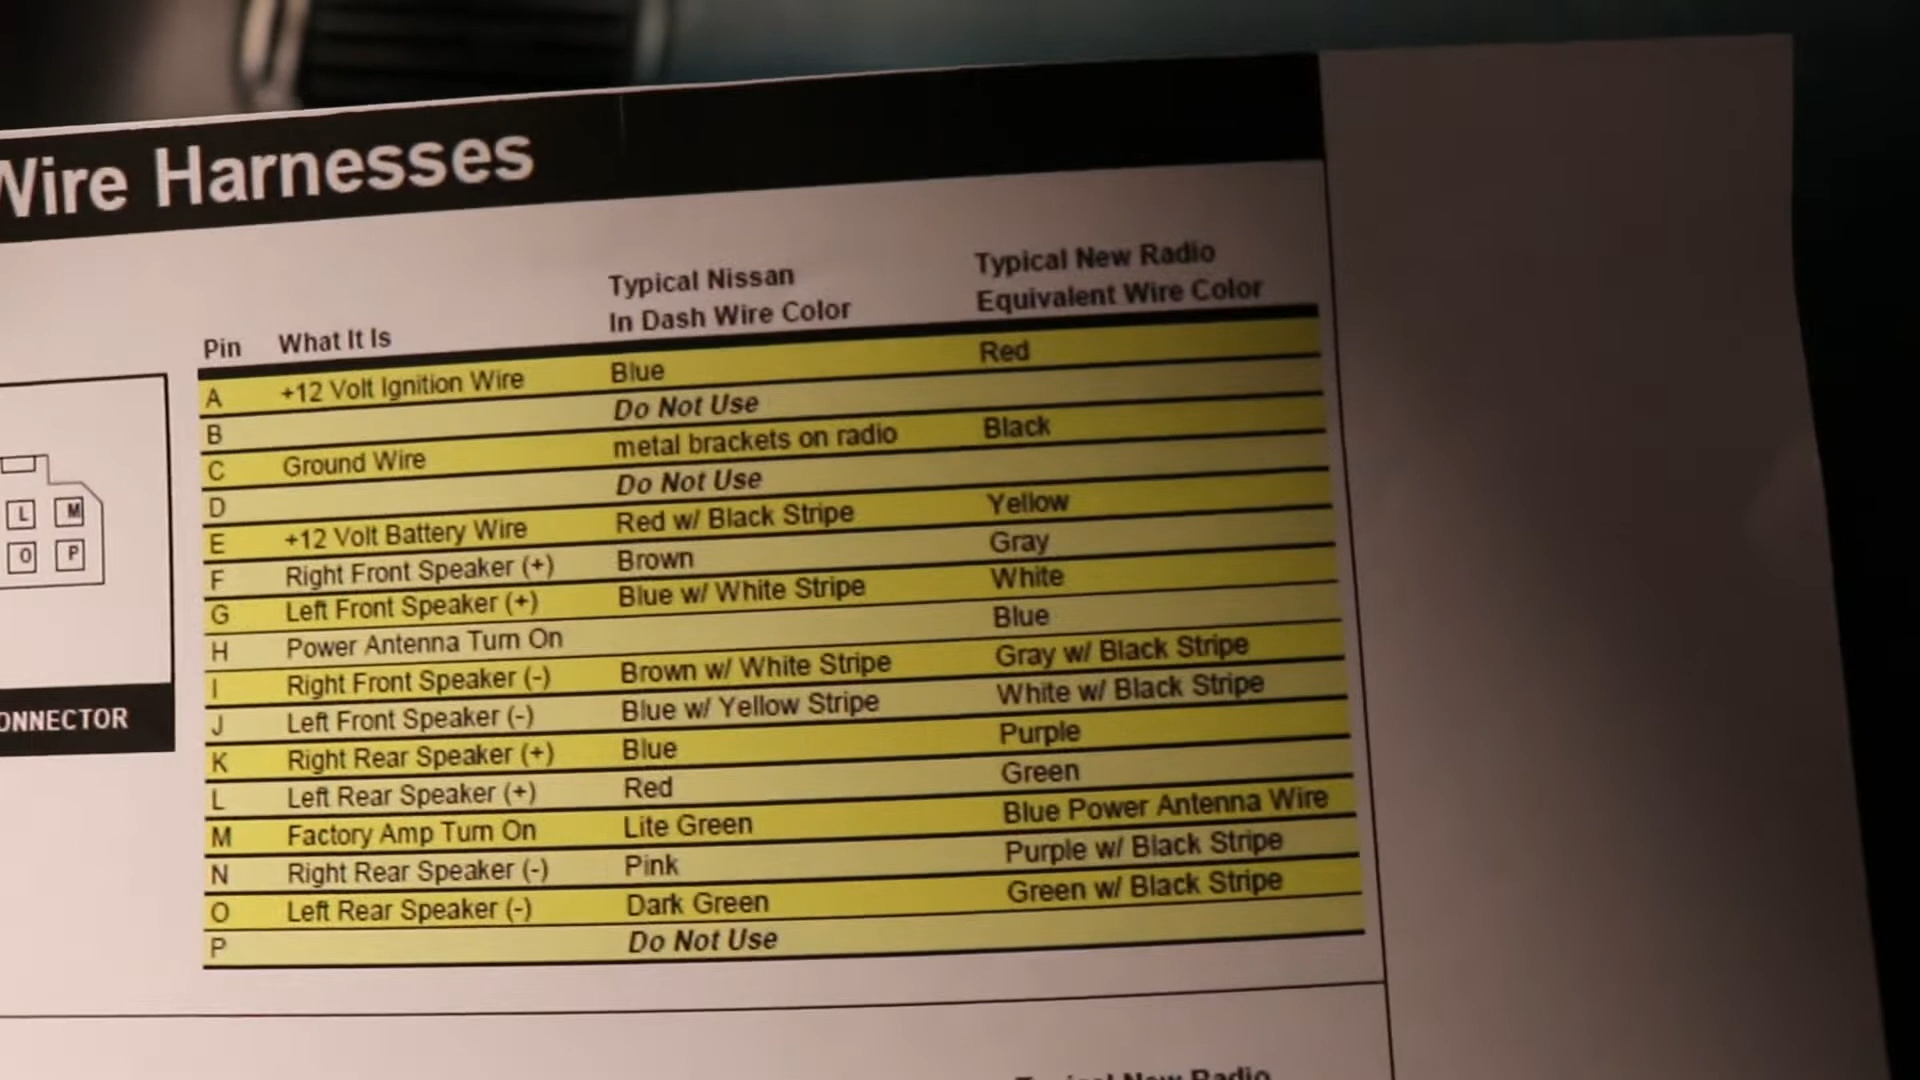 Wire Harnesses
Typical Nissan Typical New Radio
Pin What It Is In Dash Wire Color Equivalent Wire Color
A +12 Volt Ignition Wire Blue Red
B Do Not Use
C Ground Wire metal brackets on radio Black
D Do Not Use
E +12 Volt Battery Wire Red w/ Black Stripe Yellow
F Right Front Speaker (+) Brown Gray
G Left Front Speaker (+) Blue w/ White Stripe White
H Power Antenna Turn On Blue
I Right Front Speaker (-) Brown w/ White Stripe Gray w/ Black Stripe
J Left Front Speaker (-) Blue w/ Yellow Stripe White w/ Black Stripe
K Right Rear Speaker (+) Blue Purple
L Left Rear Speaker (+) Red Green
M Factory Amp Turn On Lite Green Blue Power Antenna Wire
N Right Rear Speaker (-) Pink Purple w/ Black Stripe
O Left Rear Speaker (-) Dark Green Green w/ Black Stripe
P Do Not Use
L M
O P
ONNECTOR
Typical New Radio